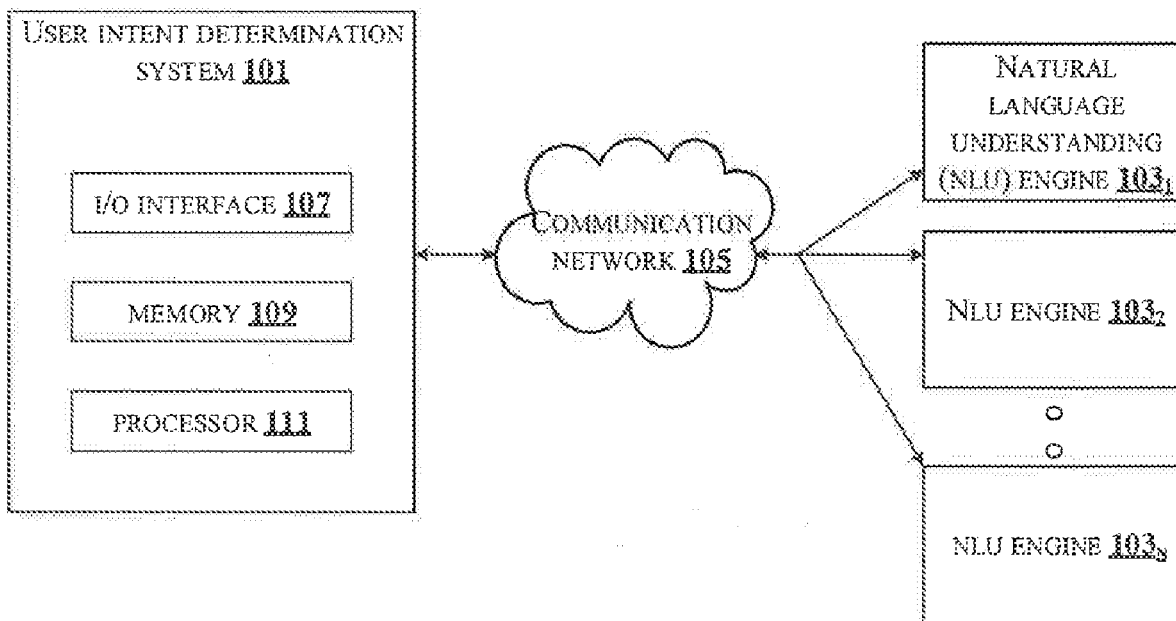 USER INTENT DETERMINATION
SYSTEM 101
I/O INTERFACE 107
MEMORY 109
PROCESSOR 111
COMMUNICATION
NETWORK 105
NATURAL
LANGUAGE
UNDERSTANDING
(NLU) ENGINE 103₁
NLU ENGINE 103₂
NLU ENGINE 103ₙ